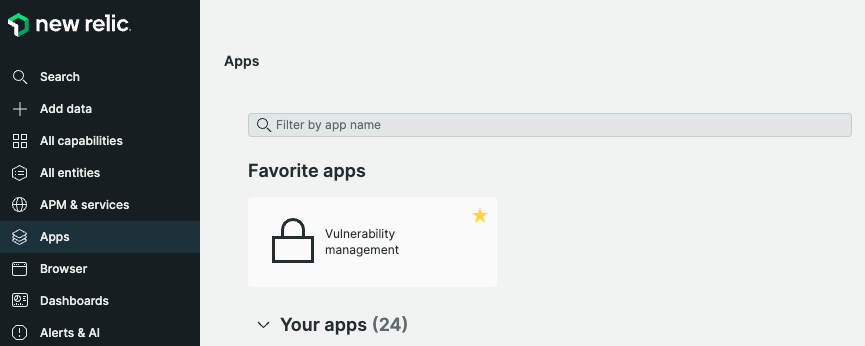 new relic.
Search
Add data
All capabilities
All entities
APM & services
Apps
Browser
Dashboards
Alerts & AI
Apps
Filter by app name
Favorite apps
Vulnerability
management
Your apps (24)